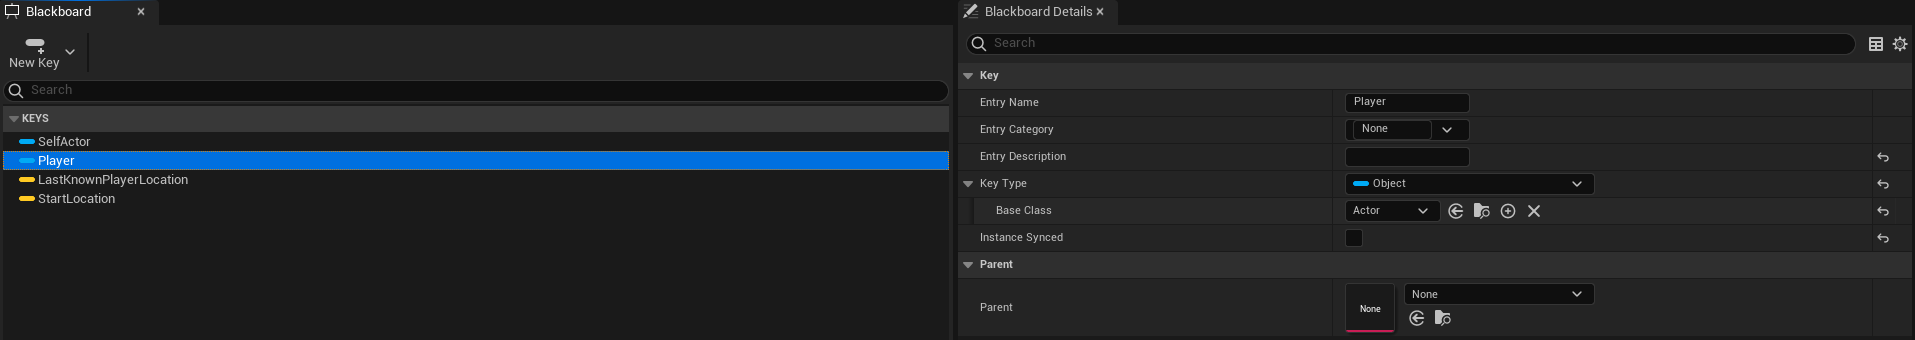 Blackboard
New Key
Search
KEYS
SelfActor
Player
LastKnownPlayerLocation
StartLocation
Blackboard Details
Search
Key
Entry Name Player
Entry Category None
Entry Description
Key Type Object
Base Class Actor
Instance Synced
Parent
Parent None None